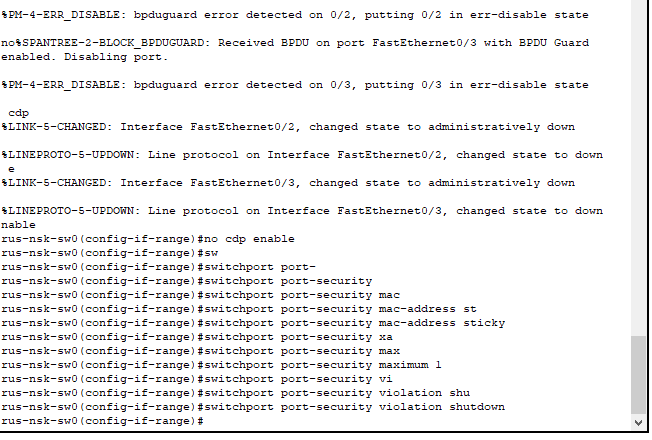 %PM-4-ERR_DISABLE: bpduguard error detected on 0/2, putting 0/2 in err-disable state
no%SPANTREE-2-BLOCK_BPDUGUARD: Received BPDU on port FastEthernet0/3 with BPDU Guard
enabled. Disabling port.
%PM-4-ERR_DISABLE: bpduguard error detected on 0/3, putting 0/3 in err-disable state
cdp
%LINK-5-CHANGED: Interface FastEthernet0/2, changed state to administratively down
%LINEPROTO-5-UPDOWN: Line protocol on Interface FastEthernet0/2, changed state to down
e
%LINK-5-CHANGED: Interface FastEthernet0/3, changed state to administratively down
%LINEPROTO-5-UPDOWN: Line protocol on Interface FastEthernet0/3, changed state to down
nable
rus-nsk-sw0(config-if-range)#no cdp enable
rus-nsk-sw0(config-if-range)#sw
rus-nsk-sw0(config-if-range)#switchport port-
rus-nsk-sw0(config-if-range)#switchport port-security
rus-nsk-sw0(config-if-range)#switchport port-security mac
rus-nsk-sw0(config-if-range)#switchport port-security mac-address st
rus-nsk-sw0(config-if-range)#switchport port-security mac-address sticky
rus-nsk-sw0(config-if-range)#switchport port-security xa
rus-nsk-sw0(config-if-range)#switchport port-security max
rus-nsk-sw0(config-if-range)#switchport port-security maximum 1
rus-nsk-sw0(config-if-range)#switchport port-security vi
rus-nsk-sw0(config-if-range)#switchport port-security violation shu
rus-nsk-sw0(config-if-range)#switchport port-security violation shutdown
rus-nsk-sw0(config-if-range)#